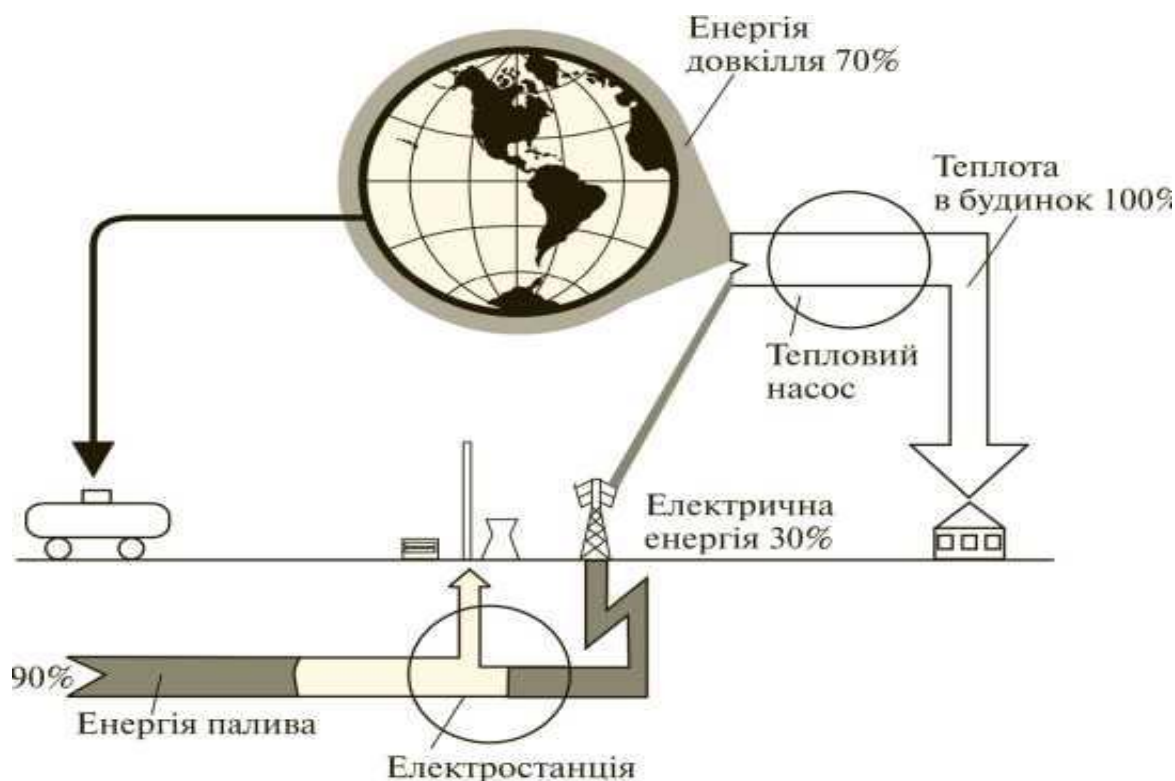 Енергія
довкілля 70%
Теплота
в будинок 100%
Тепловий
насос
Електрична
енергія 30%
90%
Енергія палива
Електростанція